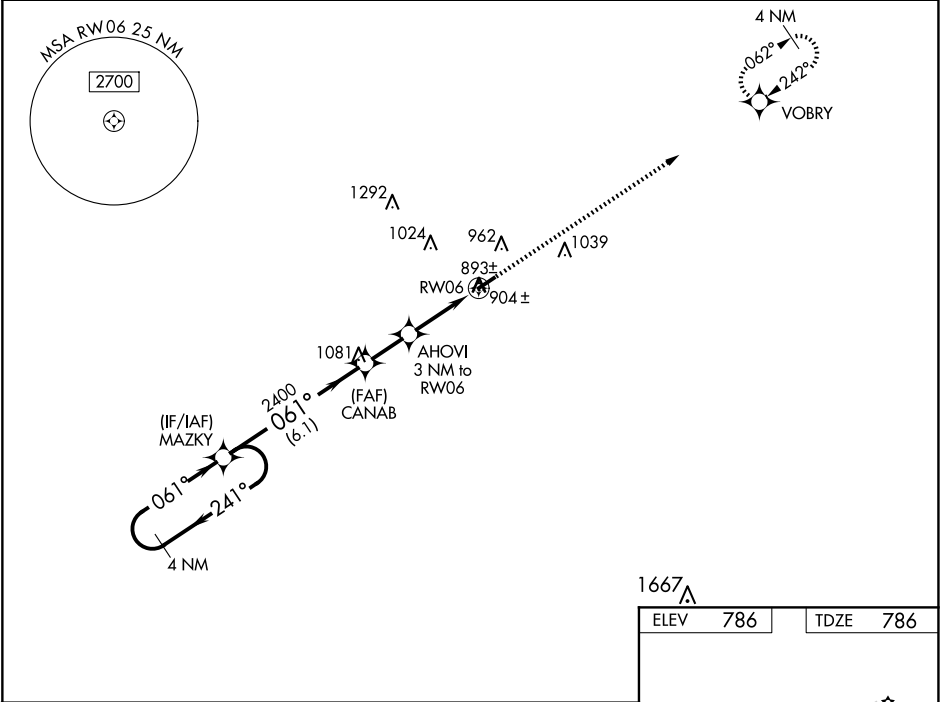 MSA RW06 25 NM
2700
4 NM
062°
242°
VOBRY
1292
1024
962
1039
893±
RW06
904±
1081
AHOVI
3 NM to
RW06
(FAF)
CANAB
2400
061°
(6.1)
(IF/IAF)
MAZKY
061°
241°
4 NM
1667
ELEV 786
TDZE 786